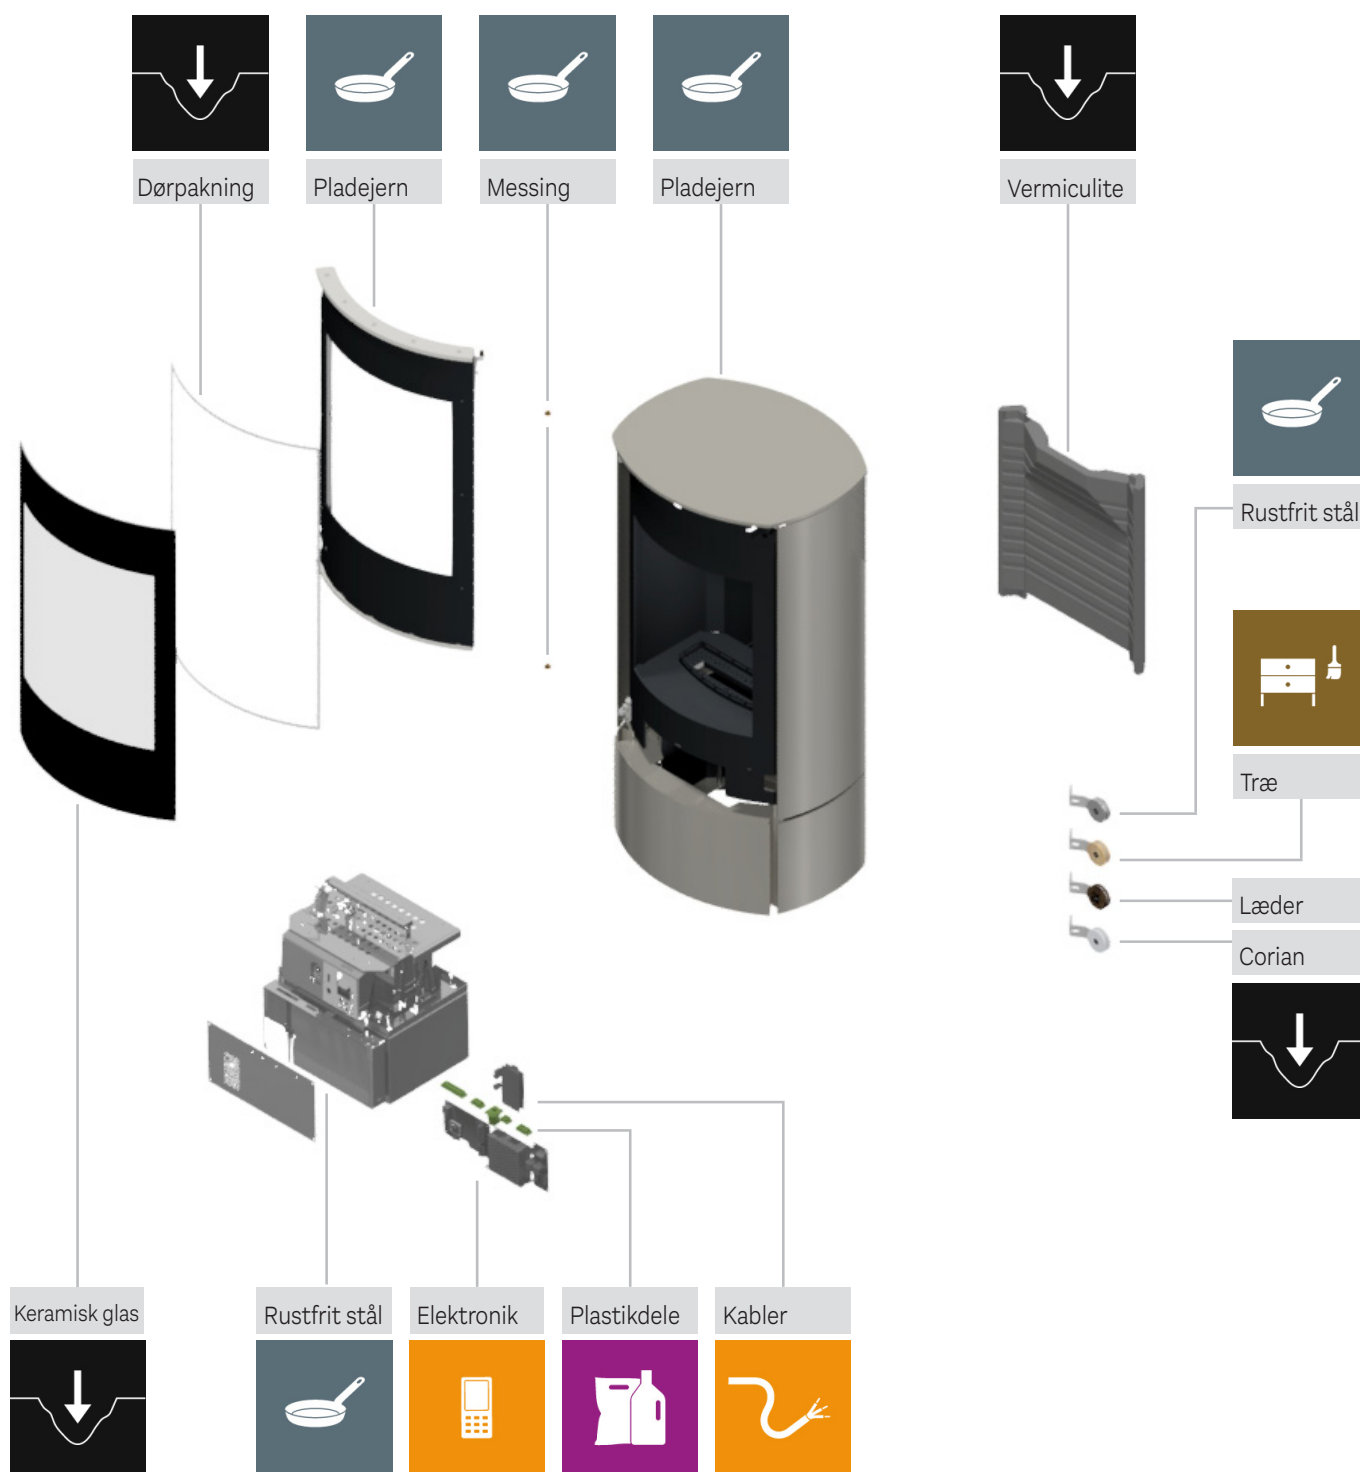 Dørpakning
Pladejern
Messing
Pladejern
Vermiculite
Rustfrit stål
Træ
Læder
Corian
Keramisk glas
Rustfrit stål
Elektronik
Plastikdele
Kabler